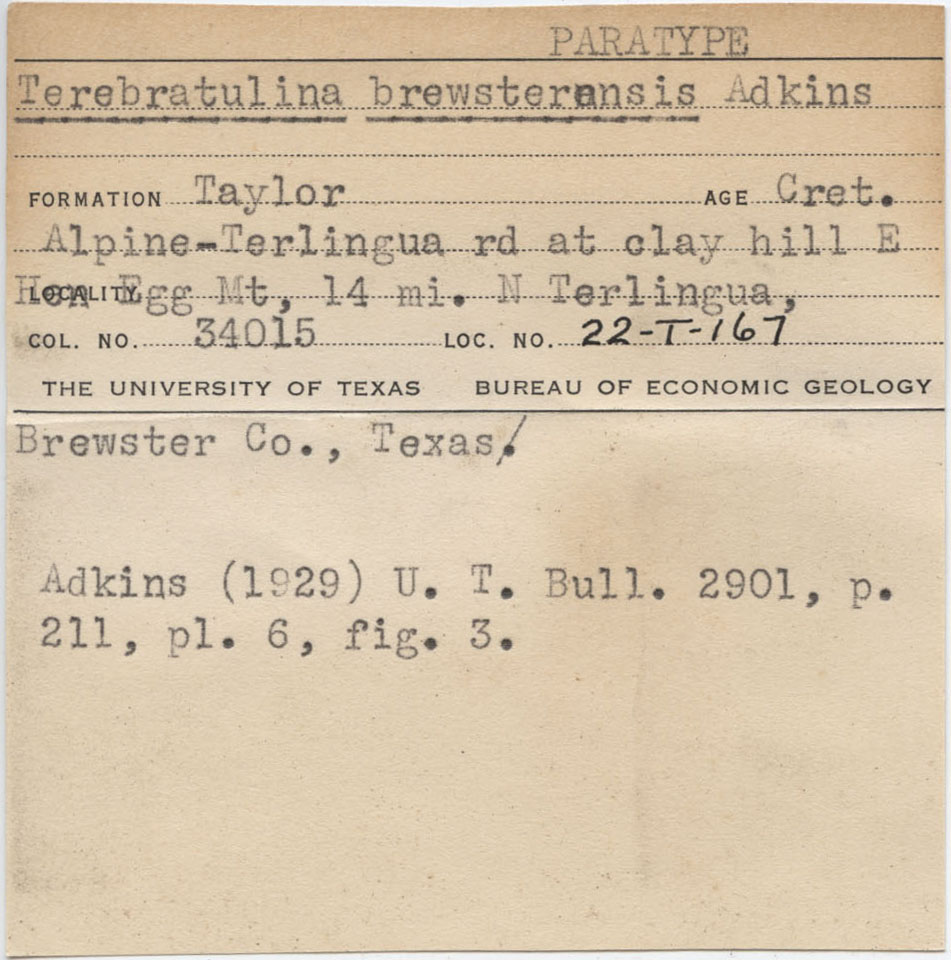 PARATYPE
Terebratulina brewsterensis Adkins
FORMATION Taylor AGE Cret.
Alpine-Terlingua rd at clay hill E
LOCALITY Hen Egg Mt, 14 mi. N Terlingua,
COL. NO. 34015 LOC. NO. 22-T-167
THE UNIVERSITY OF TEXAS BUREAU OF ECONOMIC GEOLOGY
Brewster Co., Texas.
Adkins (1929) U. T. Bull. 2901, p.
211, pl. 6, fig. 3.